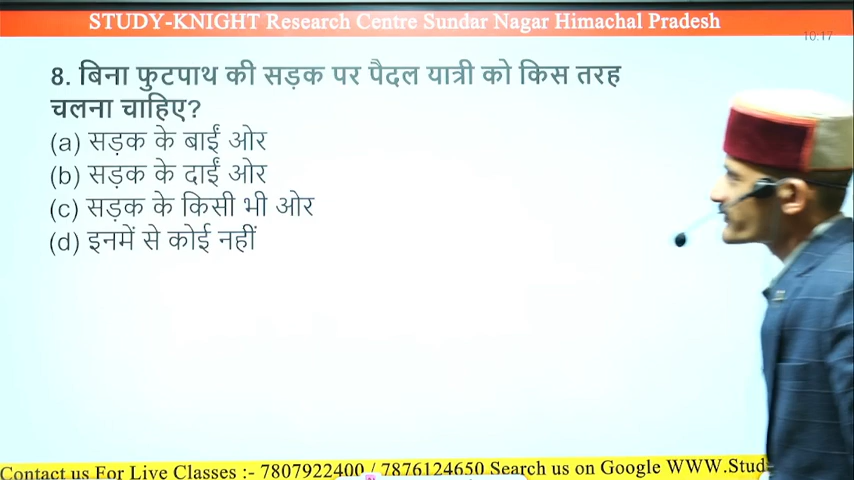 STUDY-KNIGHT Research Centre Sundar Nagar Himachal Pradesh
10:17
8. बिना फुटपाथ की सड़क पर पैदल यात्री को किस तरह
चलना चाहिए?
(a) सड़क के बाईं ओर
(b) सड़क के दाईं ओर
(c) सड़क के किसी भी ओर
(d) इनमें से कोई नहीं
Contact us For Live Classes :- 7807922400 / 7876124650 Search us on Google WWW.Stud